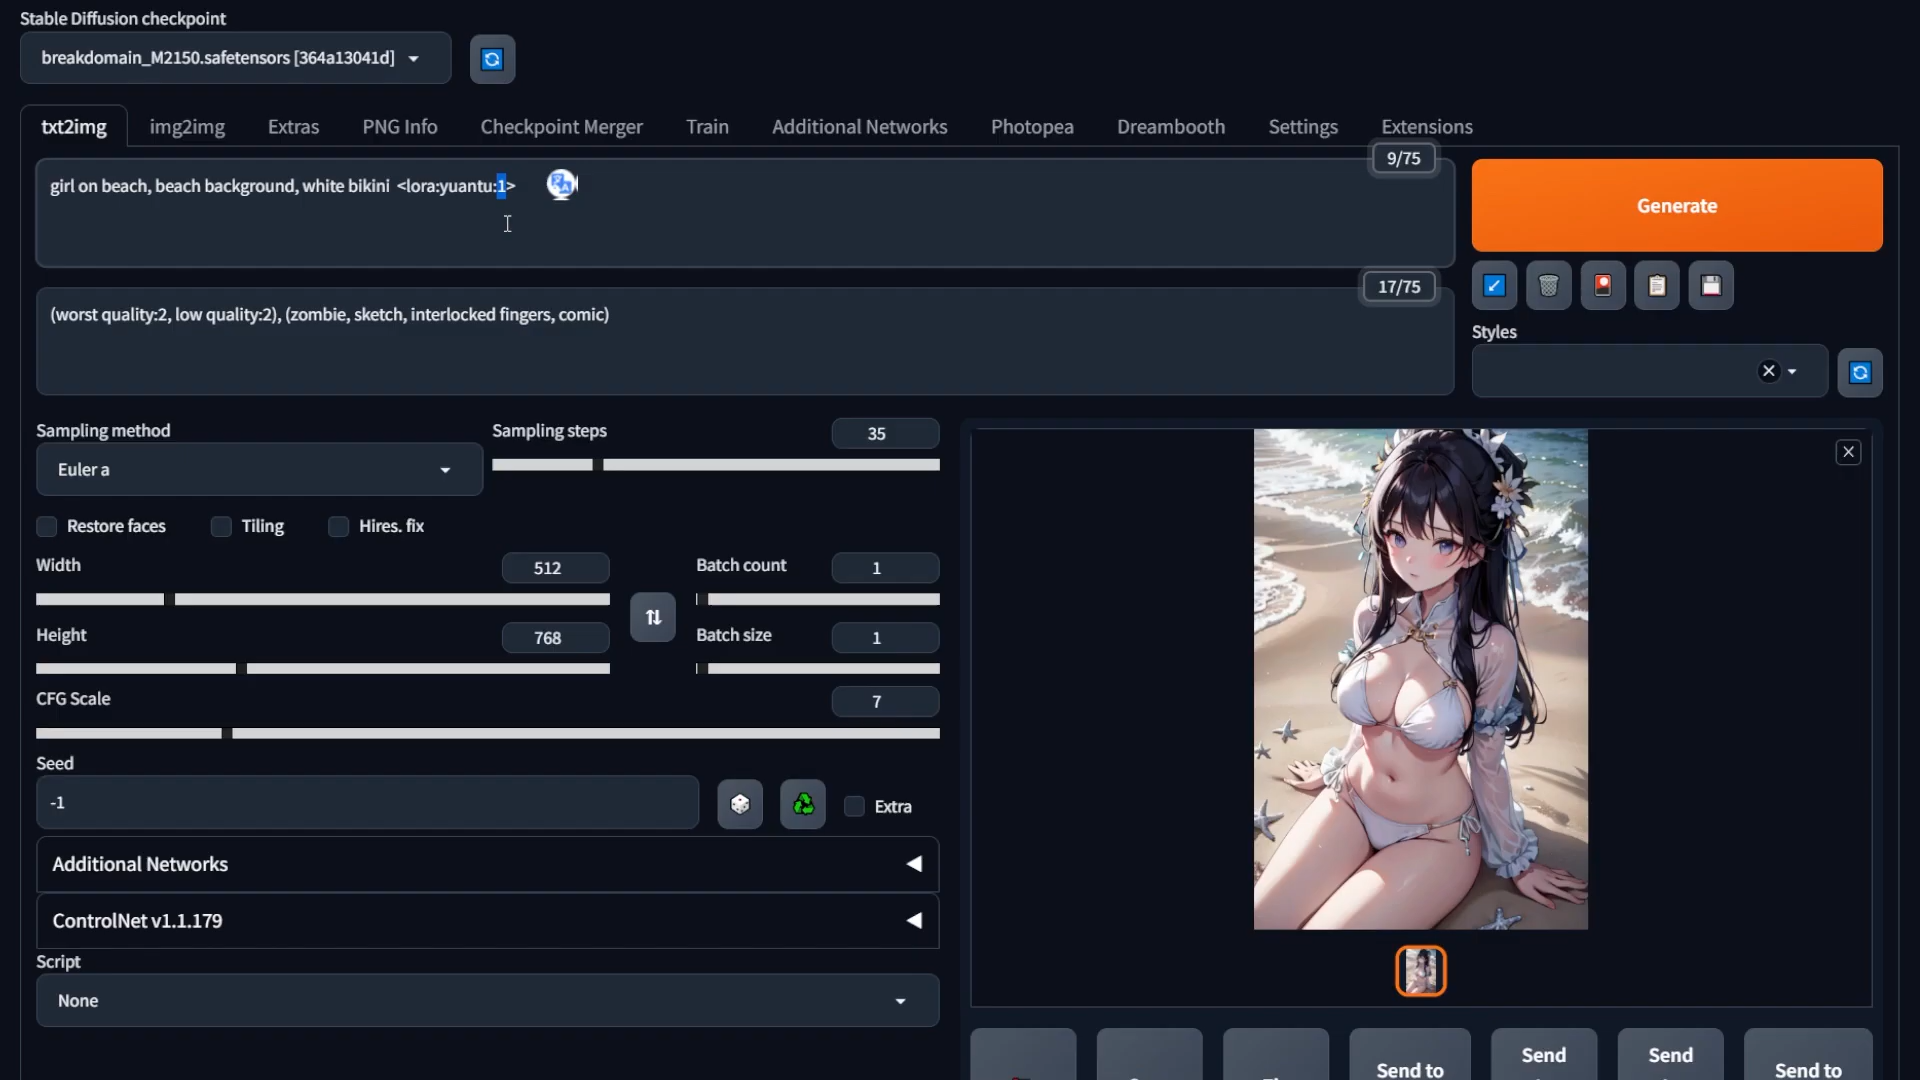 Stable Diffusion checkpoint
breakdomain_M2150.safetensors [364a13041d]
txt2img img2img Extras PNG Info Checkpoint Merger Train Additional Networks Photopea Dreambooth Settings Extensions
9/75
girl on beach, beach background, white bikini <lora:yuantu:1>
Generate
17/75
(worst quality:2, low quality:2), (zombie, sketch, interlocked fingers, comic)
Styles
Sampling method
Euler a
Sampling steps
35
Restore faces Tiling Hires. fix
Width
512
Batch count
1
Height
768
Batch size
1
CFG Scale
7
Seed
-1
Extra
Additional Networks
ControlNet v1.1.179
Script
None
Send to
Send
Send
Send to